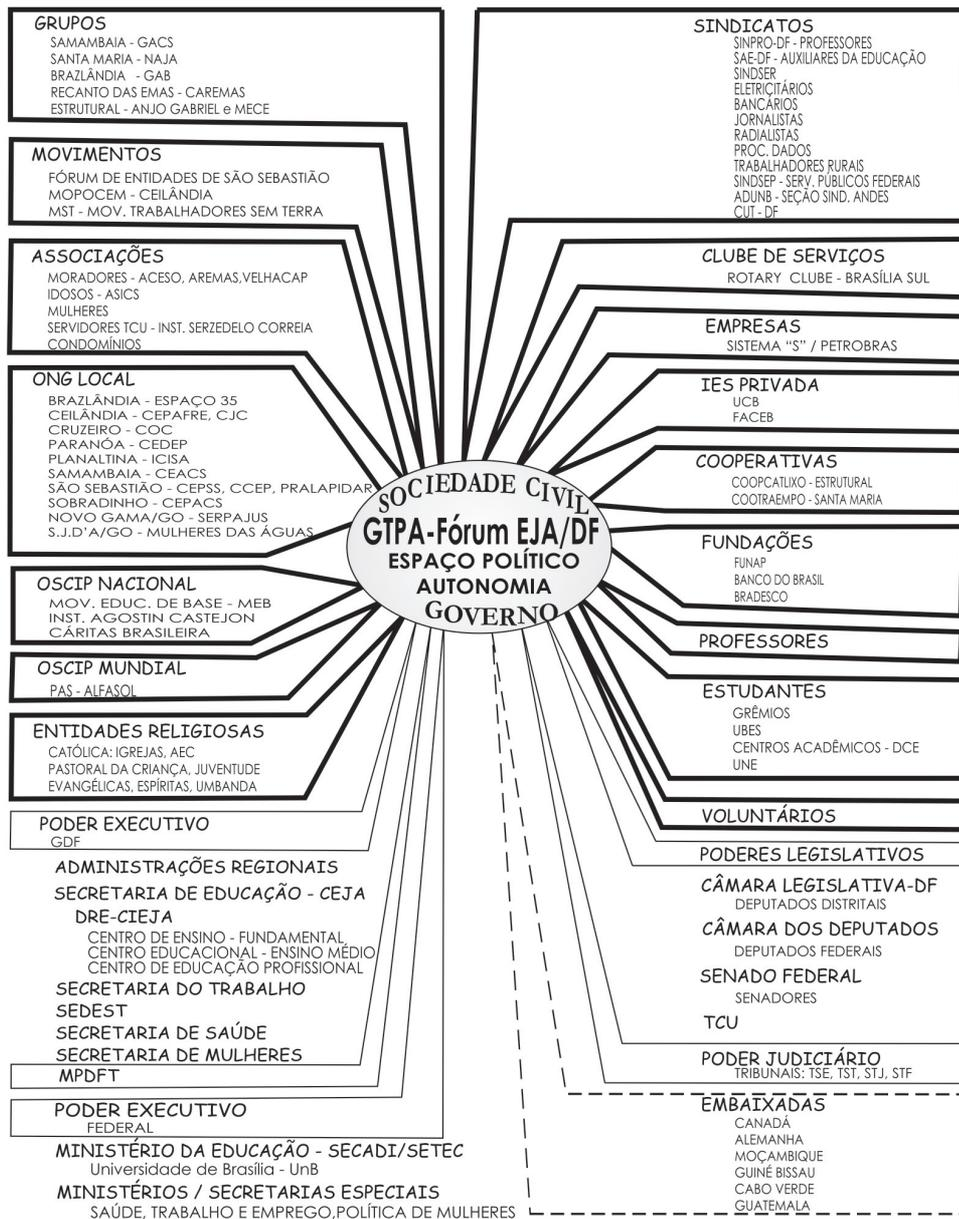 GRUPOS
SAMAMBAIA - GACS
SANTA MARIA - NAJA
BRAZLÂNDIA - GAB
RECANTO DAS EMAS - CAREMAS
ESTRUTURAL - ANJO GABRIEL e MECE
MOVIMENTOS
FÓRUM DE ENTIDADES DE SÃO SEBASTIÃO
MOPOCEM - CEILÂNDIA
MST - MOV. TRABALHADORES SEM TERRA
ASSOCIAÇÕES
MORADORES - ACESO, AREMAS,VELHACAP
IDOSOS - ASICS
MULHERES
SERVIDORES TCU - INST. SERZEDELO CORREIA
CONDOMÍNIOS
ONG LOCAL
BRAZLÂNDIA - ESPAÇO 35
CEILÂNDIA - CEPAFRE, CJC
CRUZEIRO - COC
PARANÓA - CEDEP
PLANALTINA - ICISA
SAMAMBAIA - CEACS
SÃO SEBASTIÃO - CEPSS, CCEP, PRALAPIDAR
SOBRADINHO - CEPACS
NOVO GAMA/GO - SERPAJUS
S.J.D'A/GO - MULHERES DAS ÁGUAS
OSCIP NACIONAL
MOV. EDUC. DE BASE - MEB
INST. AGOSTIN CASTEJON
CÁRITAS BRASILEIRA
OSCIP MUNDIAL
PAS - ALFASOL
ENTIDADES RELIGIOSAS
CATÓLICA: IGREJAS, AEC
PASTORAL DA CRIANÇA, JUVENTUDE
EVANGÉLICAS, ESPÍRITAS, UMBANDA
PODER EXECUTIVO
GDF
ADMINISTRAÇÕES REGIONAIS
SECRETARIA DE EDUCAÇÃO - CEJA
DRE-CIEJA
CENTRO DE ENSINO - FUNDAMENTAL
CENTRO EDUCACIONAL - ENSINO MÉDIO
CENTRO DE EDUCAÇÃO PROFISSIONAL
SECRETARIA DO TRABALHO
SEDEST
SECRETARIA DE SAÚDE
SECRETARIA DE MULHERES
MPDFT
PODER EXECUTIVO
FEDERAL
MINISTÉRIO DA EDUCAÇÃO - SECADI/SETEC
Universidade de Brasília - UnB
MINISTÉRIOS / SECRETARIAS ESPECIAIS
SAÚDE, TRABALHO E EMPREGO,POLÍTICA DE MULHERES
SOCIEDADE CIVIL
GTPA-Fórum EJA/DF
ESPAÇO POLÍTICO
AUTONOMIA
GOVERNO
SINDICATOS
SINPRO-DF - PROFESSORES
SAE-DF - AUXILIARES DA EDUCAÇÃO
SINDSER
ELETRIÇITÁRIOS
BANCÁRIOS
JORNALISTAS
RADIALISTAS
PROC. DADOS
TRABALHADORES RURAIS
SINDSEP - SERV. PÚBLICOS FEDERAIS
ADUNB - SEÇÃO SIND. ANDES
CUT - DF
CLUBE DE SERVIÇOS
ROTARY CLUBE - BRASÍLIA SUL
EMPRESAS
SISTEMA “S” / PETROBRAS
IES PRIVADA
UCB
FACEB
COOPERATIVAS
COOPCATLIXO - ESTRUTURAL
COOTRAEMPO - SANTA MARIA
FUNDAÇÕES
FUNAP
BANCO DO BRASIL
BRADESCO
PROFESSORES
ESTUDANTES
GRÊMIOS
UBES
CENTROS ACADÊMICOS - DCE
UNE
VOLUNTÁRIOS
PODERES LEGISLATIVOS
CÂMARA LEGISLATIVA-DF
DEPUTADOS DISTRITAIS
CÂMARA DOS DEPUTADOS
DEPUTADOS FEDERAIS
SENADO FEDERAL
SENADORES
TCU
PODER JUDICIÁRIO
TRIBUNAIS: TSE, TST, STJ, STF
EMBAIXADAS
CANADÁ
ALEMANHA
MOÇAMBIQUE
GUINÉ BISSAU
CABO VERDE
GUATEMALA